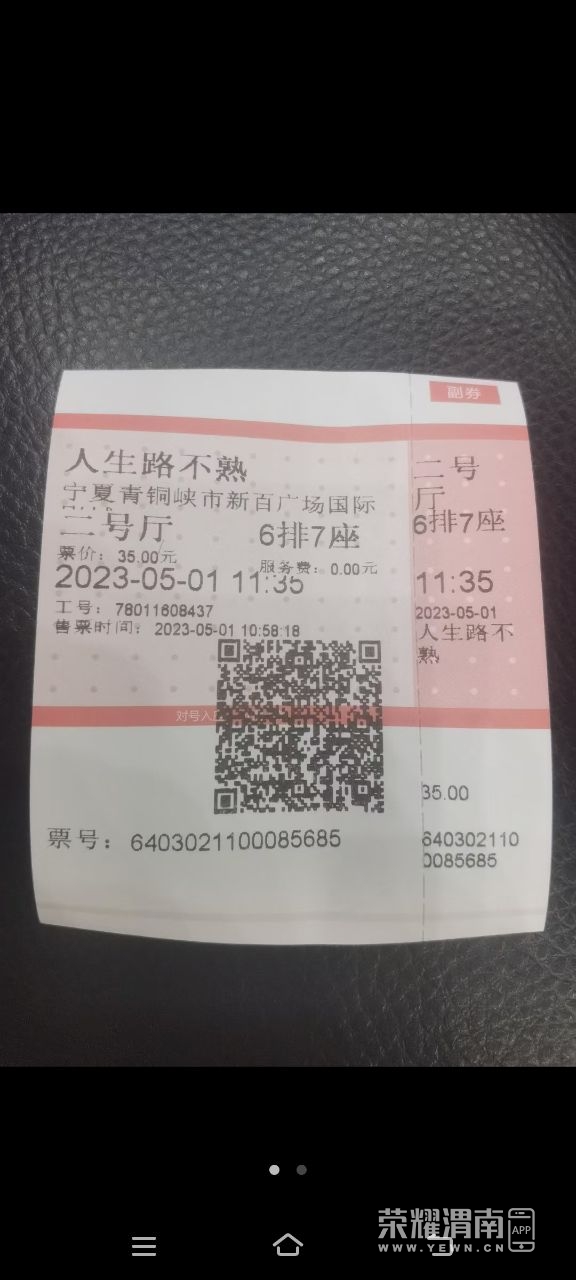 副券
人生路不熟
宁夏青铜峡市新百广场国际
二号厅 6排7座
票价：35.00元 服务费：0.00元
2023-05-01 11:35
工号：78011608437
售票时间：2023-05-01 10:58:18
对号入
票号：6403021100085685
二号
厅
6排7座
11:35
2023-05-01
人生路不
熟
35.00
640302110
0085685
荣耀渭南 APP
WWW.YEWN.CN